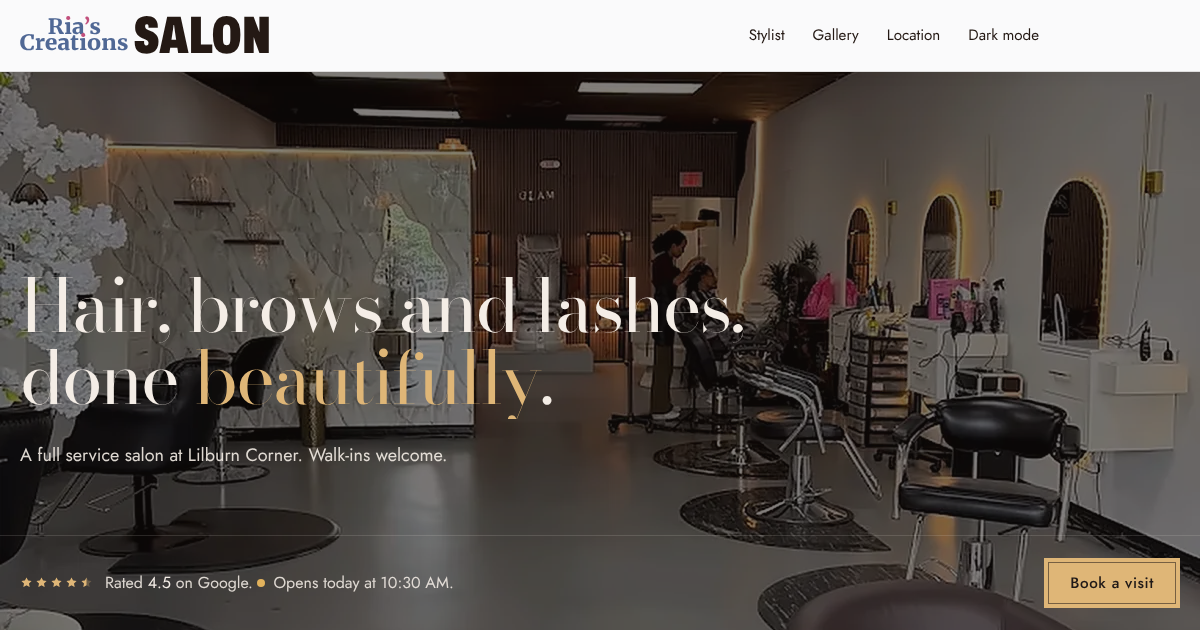 Ria's
Creations SALON
Stylist Gallery Location Dark mode
GLAM
Hair, brows and lashes.
done beautifully.
A full service salon at Lilburn Corner. Walk-ins welcome.
Rated 4.5 on Google. Opens today at 10:30 AM.
Book a visit